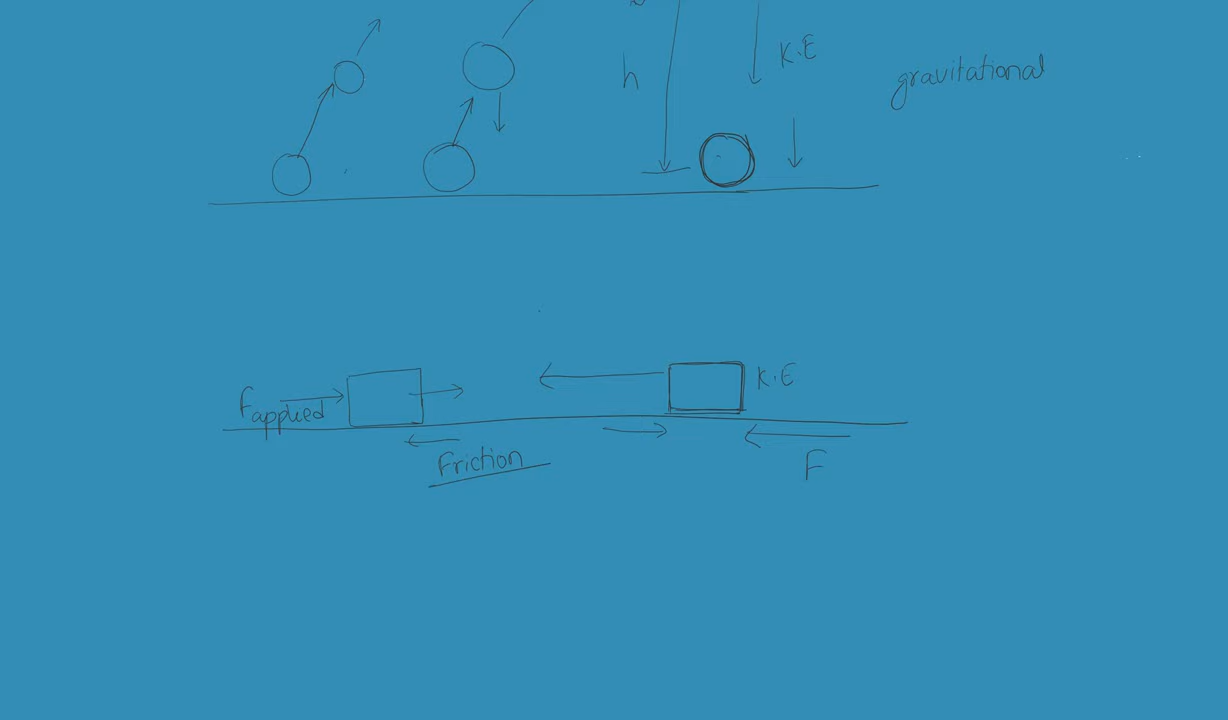 K.E
h
gravitational
K.E
Fapplied
Friction
F